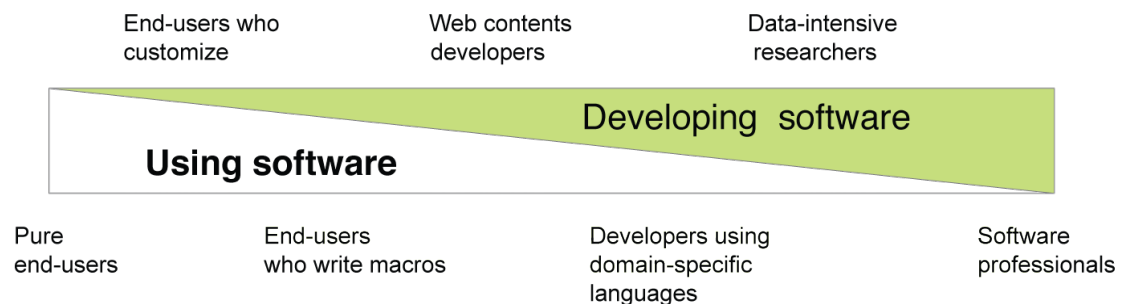 End-users who
customize
Web contents
developers
Data-intensive
researchers
Developing software
Using software
Pure
end-users
End-users
who write macros
Developers using
domain-specific
languages
Software
professionals